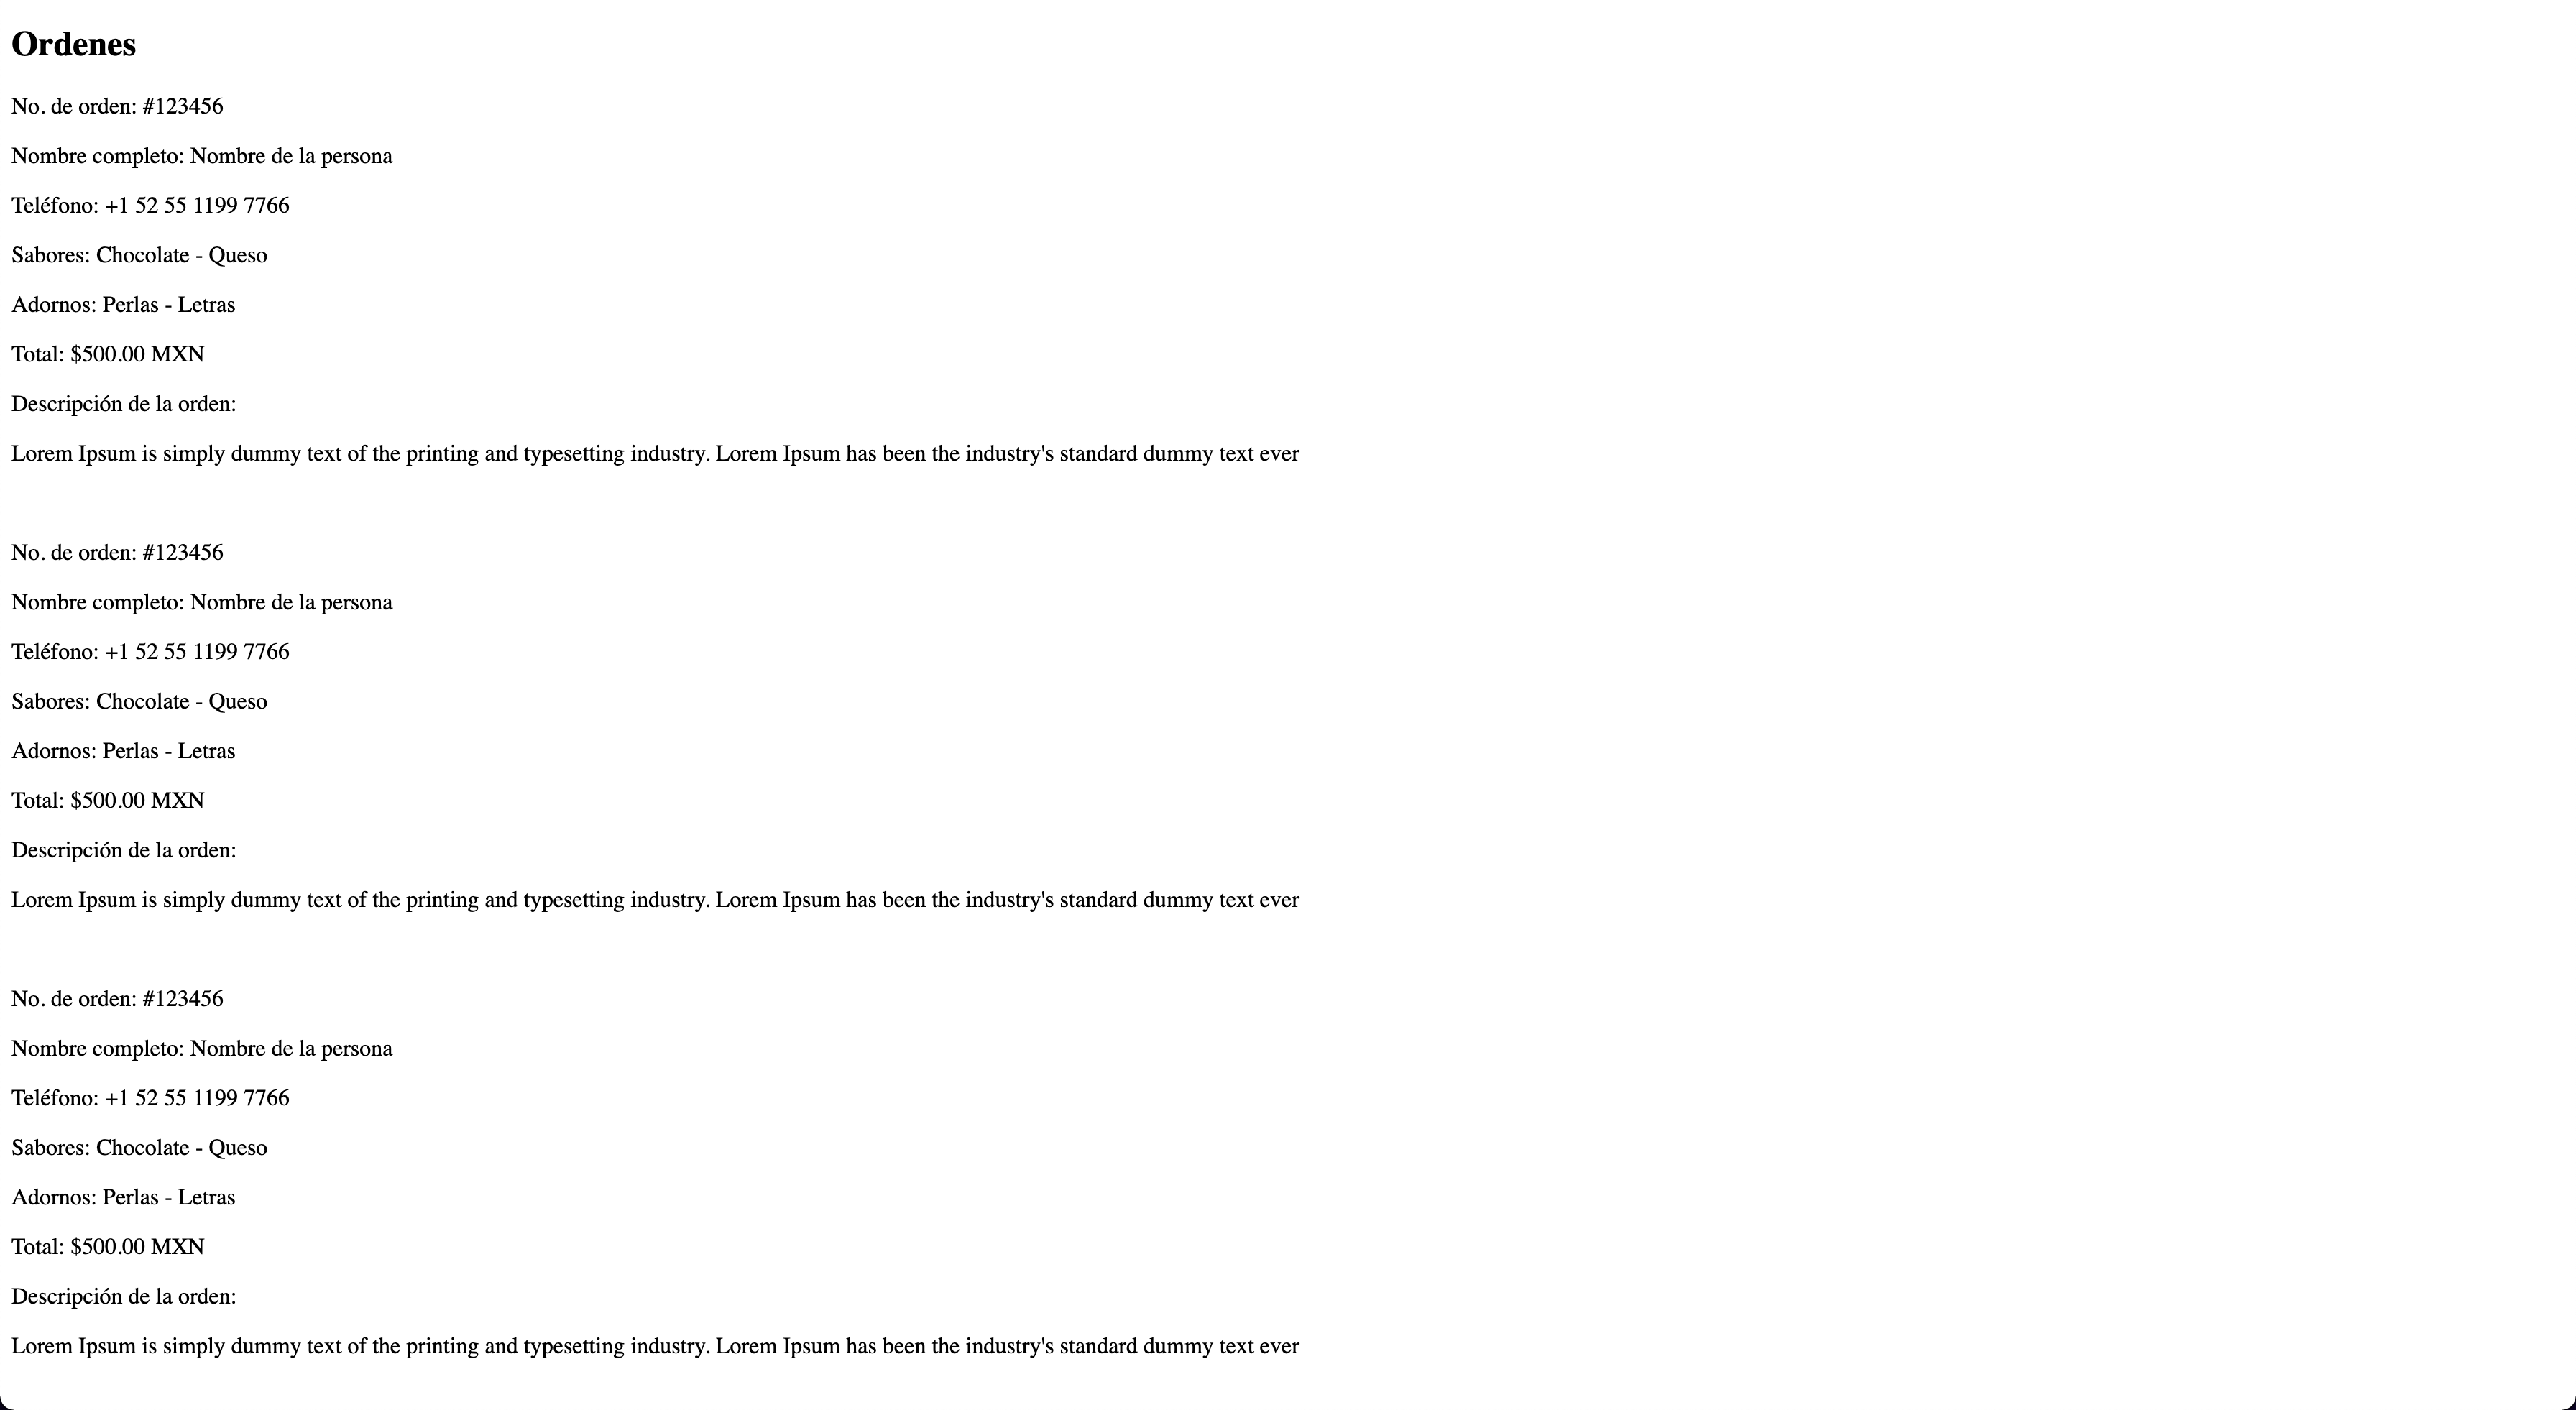 Ordenes
No. de orden: #123456
Nombre completo: Nombre de la persona
Teléfono: +1 52 55 1199 7766
Sabores: Chocolate - Queso
Adornos: Perlas - Letras
Total: $500.00 MXN
Descripción de la orden:
Lorem Ipsum is simply dummy text of the printing and typesetting industry. Lorem Ipsum has been the industry's standard dummy text ever
No. de orden: #123456
Nombre completo: Nombre de la persona
Teléfono: +1 52 55 1199 7766
Sabores: Chocolate - Queso
Adornos: Perlas - Letras
Total: $500.00 MXN
Descripción de la orden:
Lorem Ipsum is simply dummy text of the printing and typesetting industry. Lorem Ipsum has been the industry's standard dummy text ever
No. de orden: #123456
Nombre completo: Nombre de la persona
Teléfono: +1 52 55 1199 7766
Sabores: Chocolate - Queso
Adornos: Perlas - Letras
Total: $500.00 MXN
Descripción de la orden:
Lorem Ipsum is simply dummy text of the printing and typesetting industry. Lorem Ipsum has been the industry's standard dummy text ever